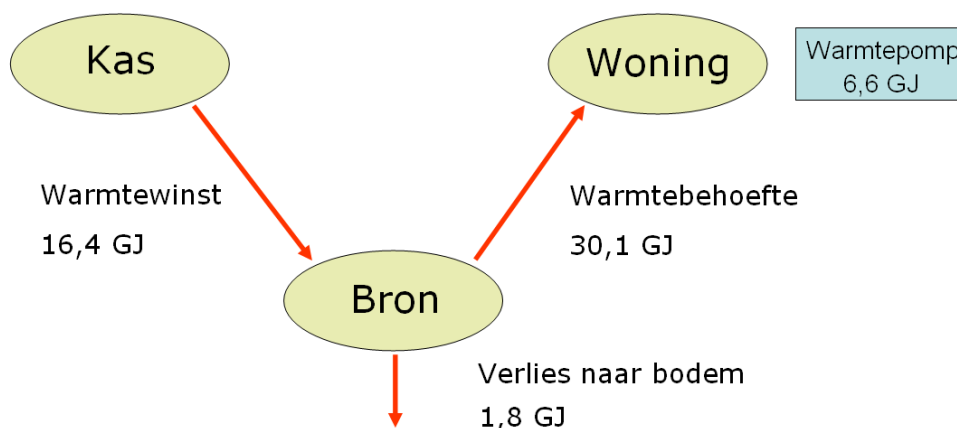 Kas
Woning
Warmtepomp
6,6 GJ
Warmtewinst
16,4 GJ
Warmtebehoefte
30,1 GJ
Bron
Verlies naar bodem
1,8 GJ